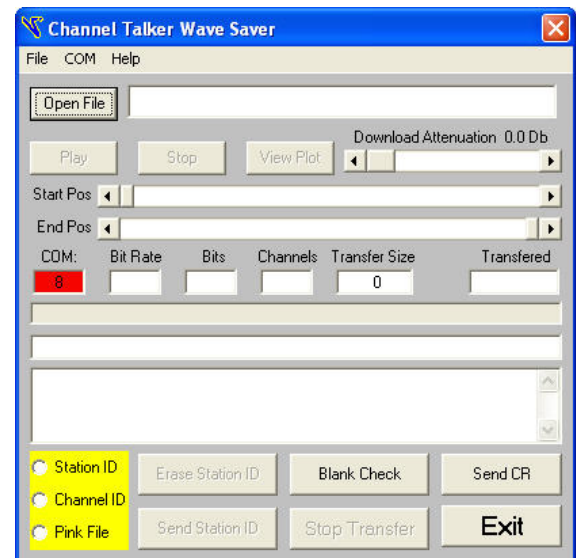 Channel Talker Wave Saver
File COM Help
Open File
Download Attenuation 0.0 Db
Play Stop View Plot
Start Pos
End Pos
COM: Bit Rate Bits Channels Transfer Size Transfered
8 0
Station ID Erase Station ID Blank Check Send CR
Channel ID
Pink File Send Station ID Stop Transfer Exit